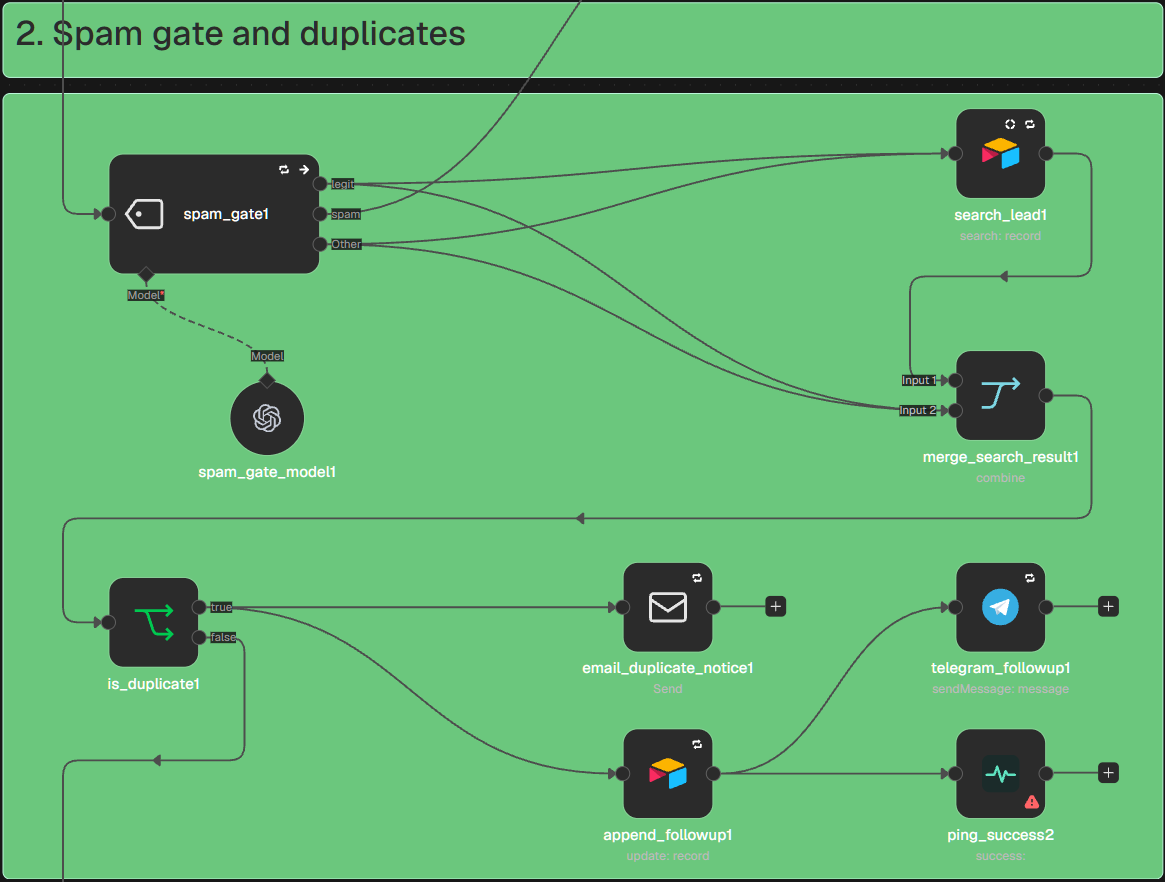 2. Spam gate and duplicates
spam_gate1
legit
spam
Other
Model*
Model
spam_gate_model1
search_lead1
search: record
Input 1
Input 2
merge_search_result1
combine
true
false
is_duplicate1
email_duplicate_notice1
Send
telegram_followup1
sendMessage: message
append_followup1
update: record
ping_success2
success: